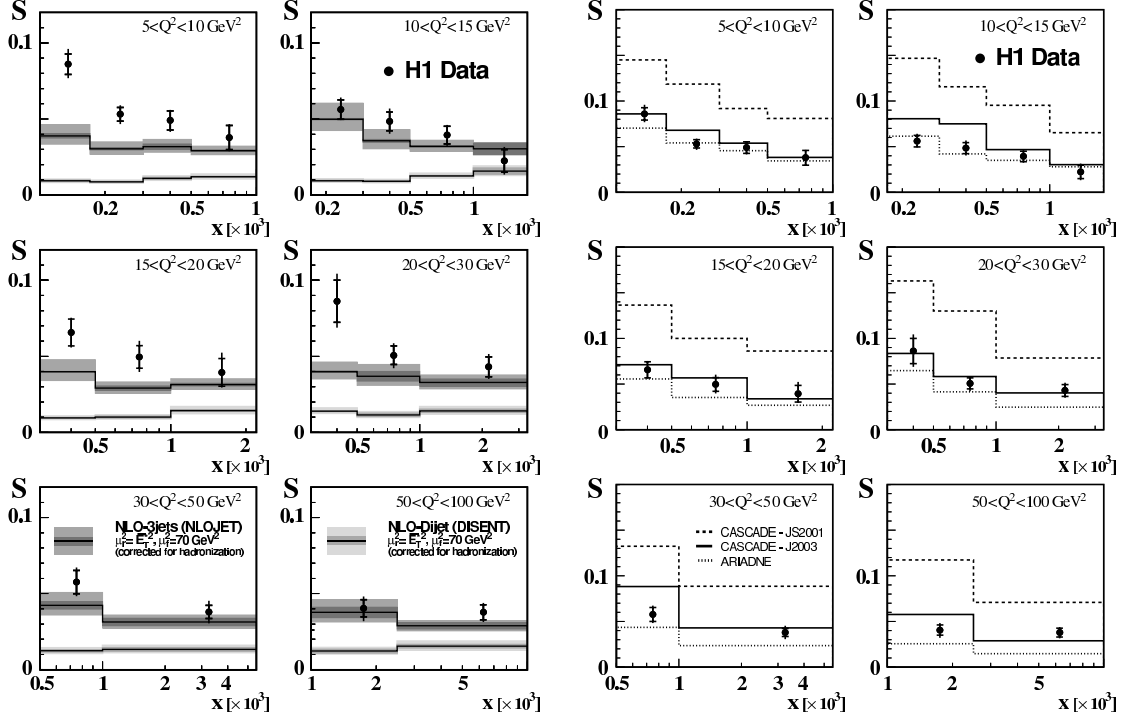 S S S S
5<Q²<10 GeV² 10<Q²<15 GeV² 5<Q²<10 GeV² 10<Q²<15 GeV²
0.1 0.1
H1 Data H1 Data
0.1 0.1
0 0 0 0
0.2 0.5 1 0.2 0.5 1 0.2 0.5 1 0.2 0.5 1
x [×10³] x [×10³] x [×10³] x [×10³]
S S S S
15<Q²<20 GeV² 20<Q²<30 GeV² 15<Q²<20 GeV² 20<Q²<30 GeV²
0.1 0.1
0.1 0.1
0 0 0 0
0.5 1 2 0.5 1 2 0.5 1 2 0.5 1 2
x [×10³] x [×10³] x [×10³] x [×10³]
S S S S
30<Q²<50 GeV² 50<Q²<100 GeV² 30<Q²<50 GeV² 50<Q²<100 GeV²
0.1 0.1
NLO-3jets (NLOJET)
(corrected for hadronization)
NLO-Dijet (DISENT)
(corrected for hadronization)
CASCADE - JS2001
CASCADE - J2003
ARIADNE
0.1 0.1
0 0 0 0
0.5 1 2 3 4 1 2 5 0.5 1 2 3 4 1 2 5
x [×10³] x [×10³] x [×10³] x [×10³]